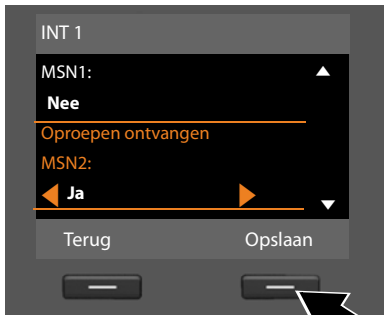 INT 1
MSN1:
Nee
Oproepen ontvangen
MSN2:
Ja
Terug Opslaan